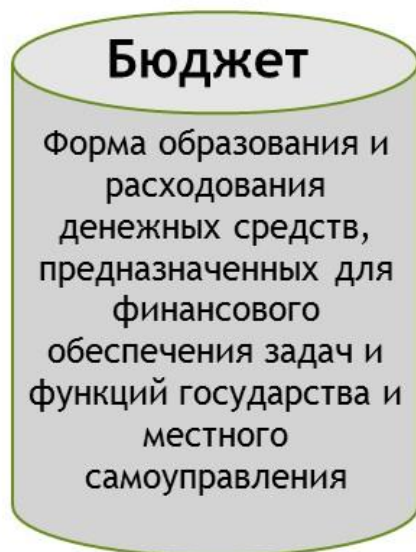 Бюджет
Форма образования и
расходования
денежных средств,
предназначенных для
финансового
обеспечения задач и
функций государства и
местного
самоуправления